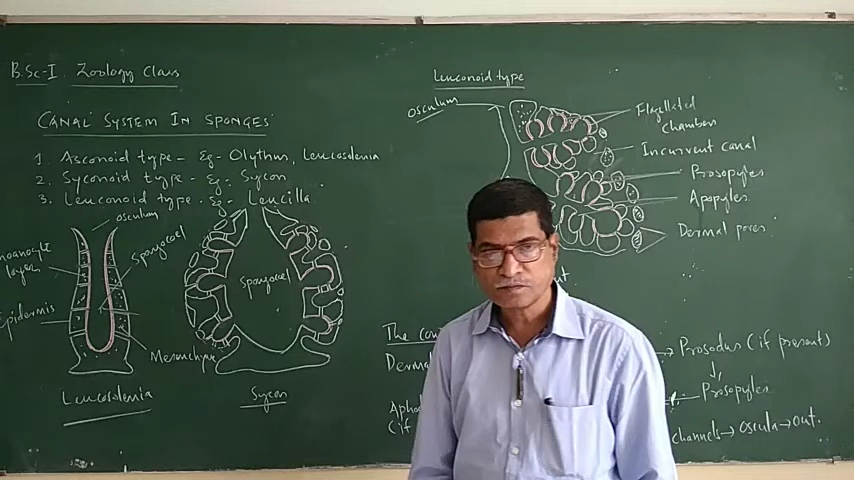 B.Sc-I. Zoology Class
CANAL SYSTEM IN SPONGES
1. Asconoid type - Eg- Olynthus, Leucosolenia
2. Syconoid type - Eg. Sycon
3. Leuconoid type. Eg- Leucilla
osculum
spongocoel
layer
Epidermis
Mesenchyme
Leucosolenia
Spongocoel
Sycon
Leuconoid type
Osculum
Flagellated
Chambers
Incurrent canal
Prosopyles
Apopyles
Dermal pores
The
Prosodus (if present)
Prosopyles
channels → Oscula → out.